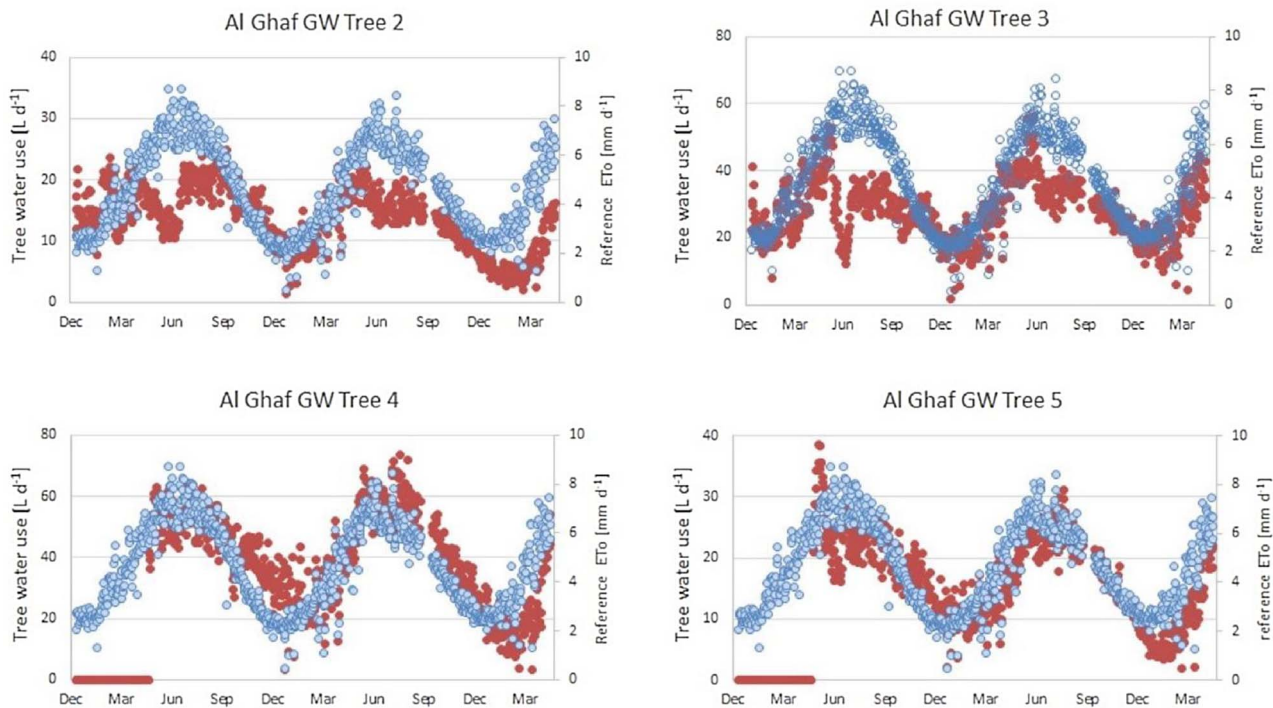 Al Ghaf GW Tree 2
Tree water use [L d-1]
40
30
20
10
0
10
8
6
4
2
0
Reference ETo [mm d-1]
Dec Mar Jun Sep Dec Mar Jun Sep Dec Mar
Al Ghaf GW Tree 3
Tree water use [L d-1]
80
60
40
20
0
10
8
6
4
2
0
Reference ETo [mm d-1]
Dec Mar Jun Sep Dec Mar Jun Sep Dec Mar
Al Ghaf GW Tree 4
Tree water use [L d-1]
80
60
40
20
0
10
8
6
4
2
0
Reference ETo [mm d-1]
Dec Mar Jun Sep Dec Mar Jun Sep Dec Mar
Al Ghaf GW Tree 5
Tree water use [L d-1]
40
30
20
10
0
10
8
6
4
2
0
reference ETo [mm d-1]
Dec Mar Jun Sep Dec Mar Jun Sep Dec Mar